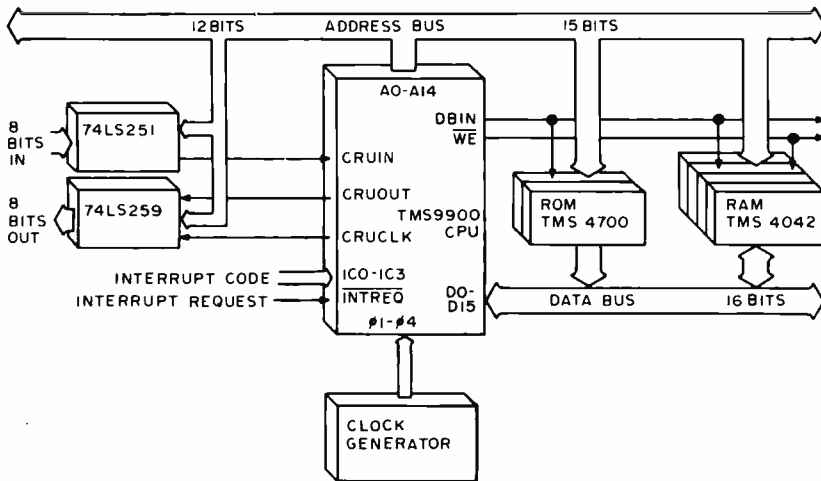 12 BITS
ADDRESS BUS
15 BITS
A0-A14
74LS251
8
BITS
IN
DBIN
WE
CRUIN
CRUOUT
74LS259
8
BITS
OUT
TMS9900
CPU
CRUCLK
ROM
TMS 4700
RAM
TMS 4042
INTERRUPT CODE
IC0-IC3
INTERRUPT REQUEST
INTREQ
D0-
D15
DATA BUS
16 BITS
ø1-ø4
CLOCK
GENERATOR